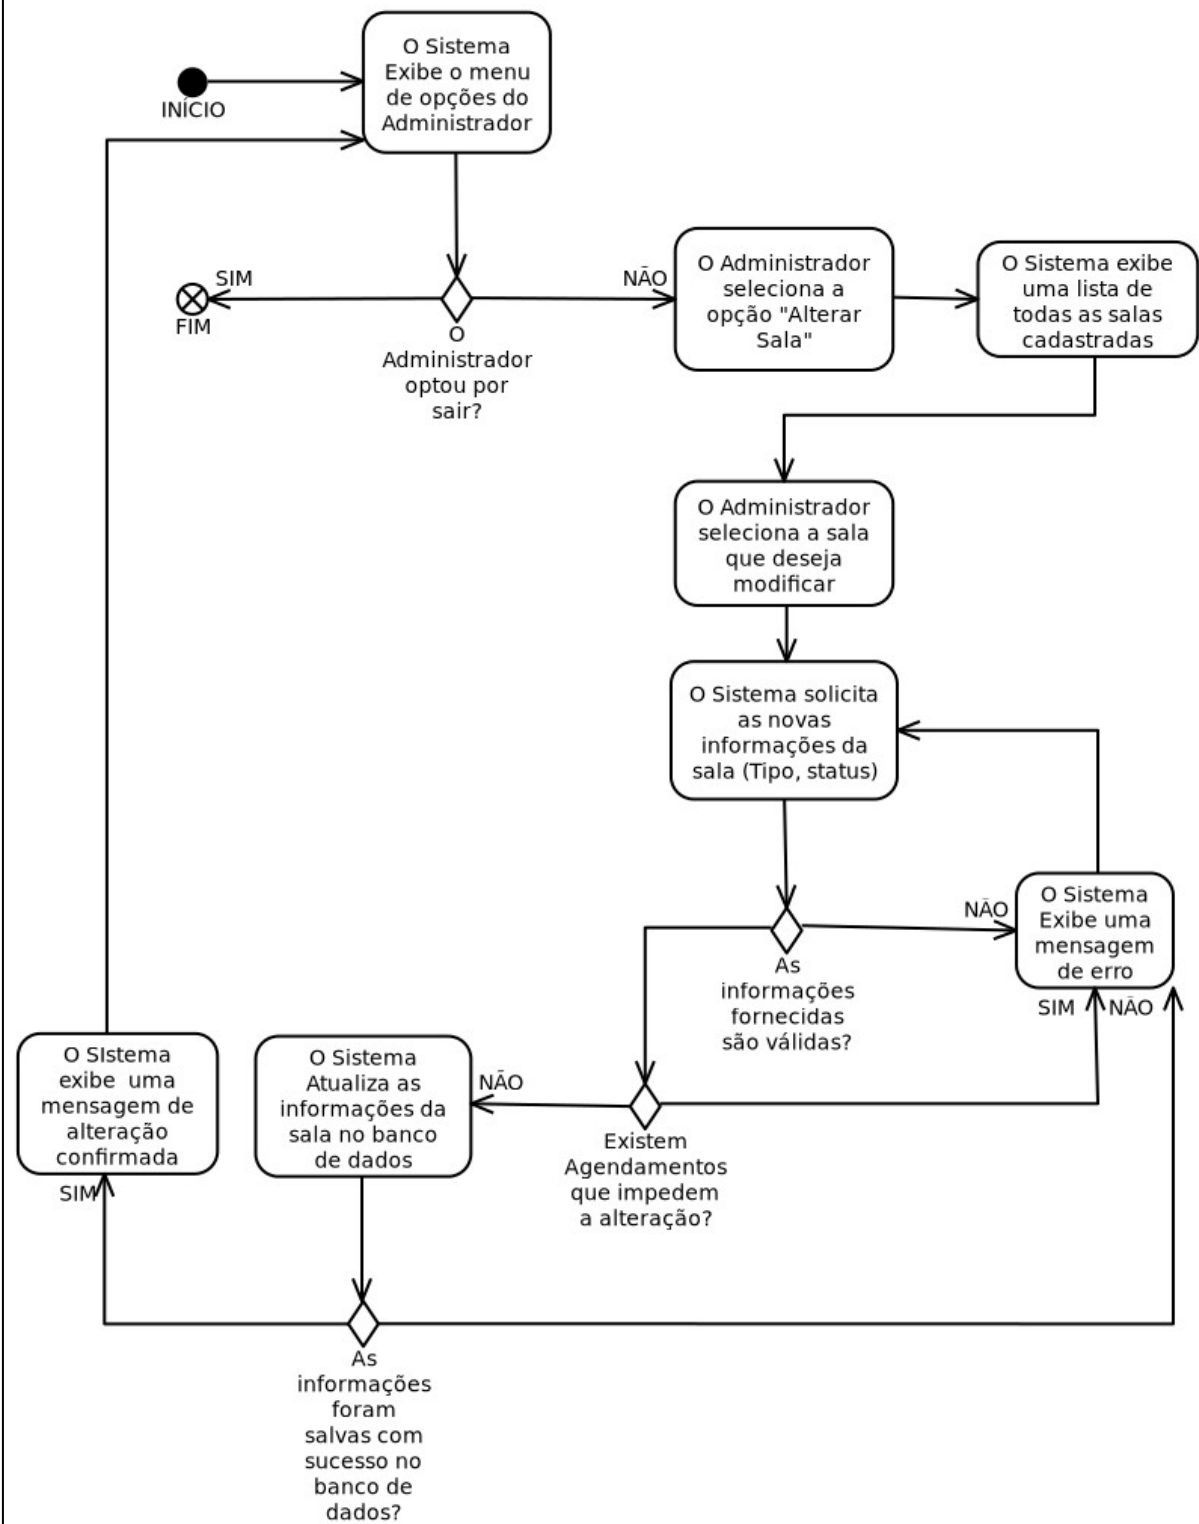 O Sistema
Exibe o menu
de opções do
Administrador
INÍCIO
SIM
FIM
O
Administrador
optou por
sair?
NÃO
O Administrador
seleciona a
opção "Alterar
Sala"
O Sistema exibe
uma lista de
todas as salas
cadastradas
O Administrador
seleciona a sala
que deseja
modificar
O Sistema solicita
as novas
informações da
sala (Tipo, status)
As
informações
fornecidas
são válidas?
NÃO
O Sistema
Exibe uma
mensagem
de erro
SIM
NÃO
Existem
Agendamentos
que impedem
a alteração?
NÃO
O Sistema
Atualiza as
informações da
sala no banco
de dados
O SIstema
exibe  uma
mensagem de
alteração
confirmada
SIM
As
informações
foram
salvas com
sucesso no
banco de
dados?